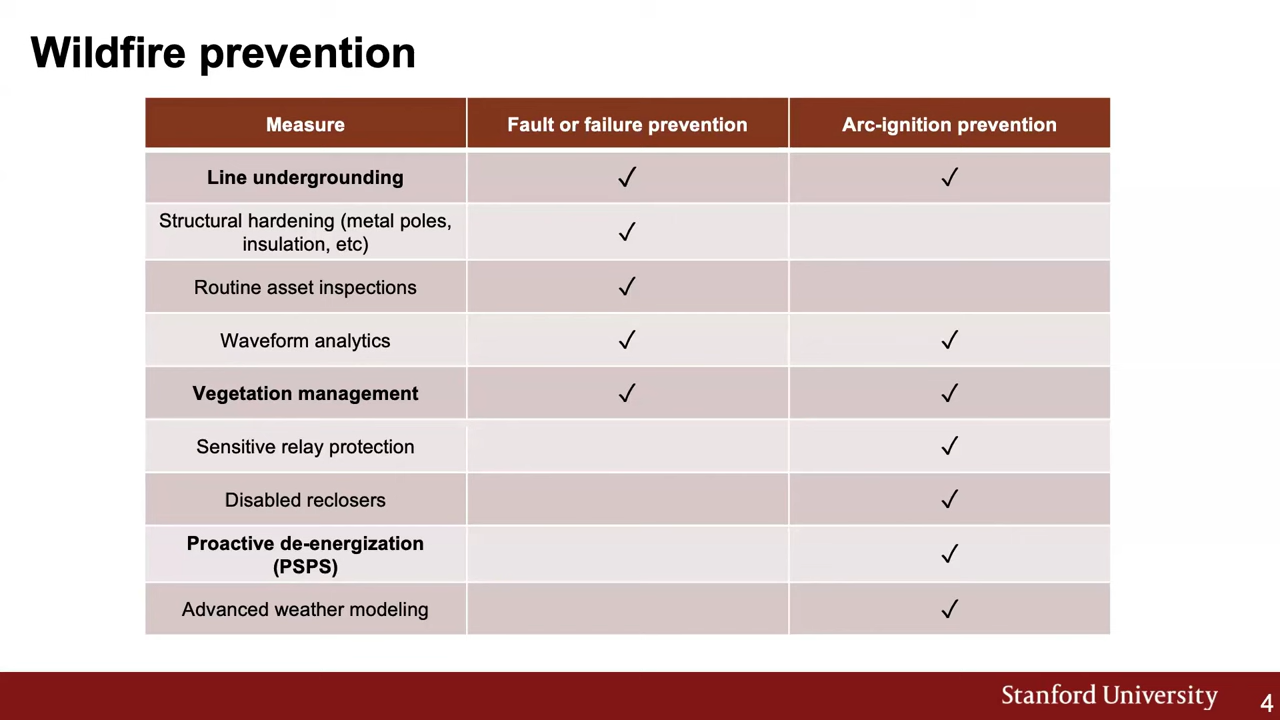 Wildfire prevention
Measure
Fault or failure prevention
Arc-ignition prevention
Line undergrounding
✓
✓
Structural hardening (metal poles,
insulation, etc)
✓
Routine asset inspections
✓
Waveform analytics
✓
✓
Vegetation management
✓
✓
Sensitive relay protection
✓
Disabled reclosers
✓
Proactive de-energization
(PSPS)
✓
Advanced weather modeling
✓
Stanford University
4